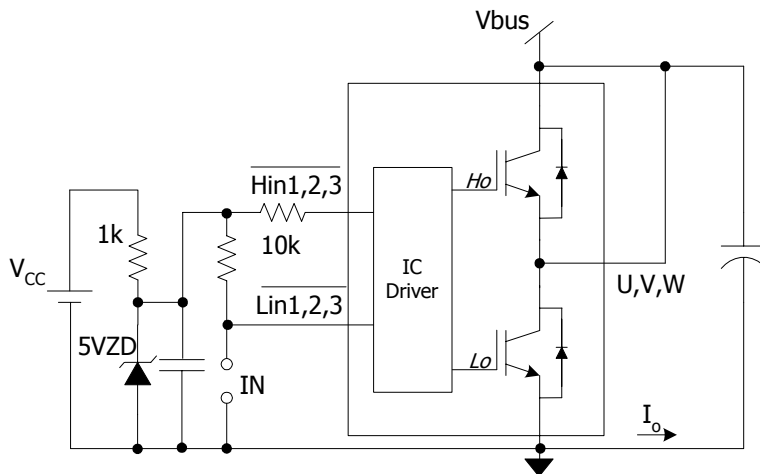 Vbus
Hin1,2,3
Ho
1k
10k
IC
Driver
VCC
U,V,W
Lin1,2,3
5VZD
Lo
IN
Io